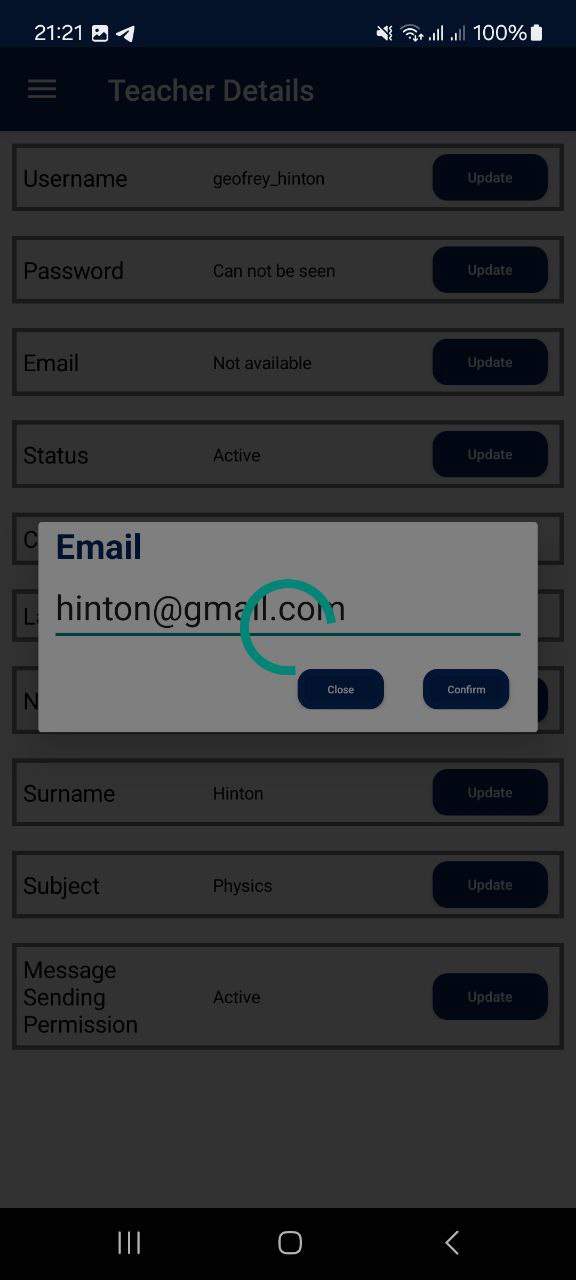 21:21 100%
Teacher Details
Username geofrey_hinton Update
Password Can not be seen Update
Email Not available Update
Status Active Update
Email
hinton@gmail.com
Close Confirm
Surname Hinton Update
Subject Physics Update
Message
Sending Active Update
Permission